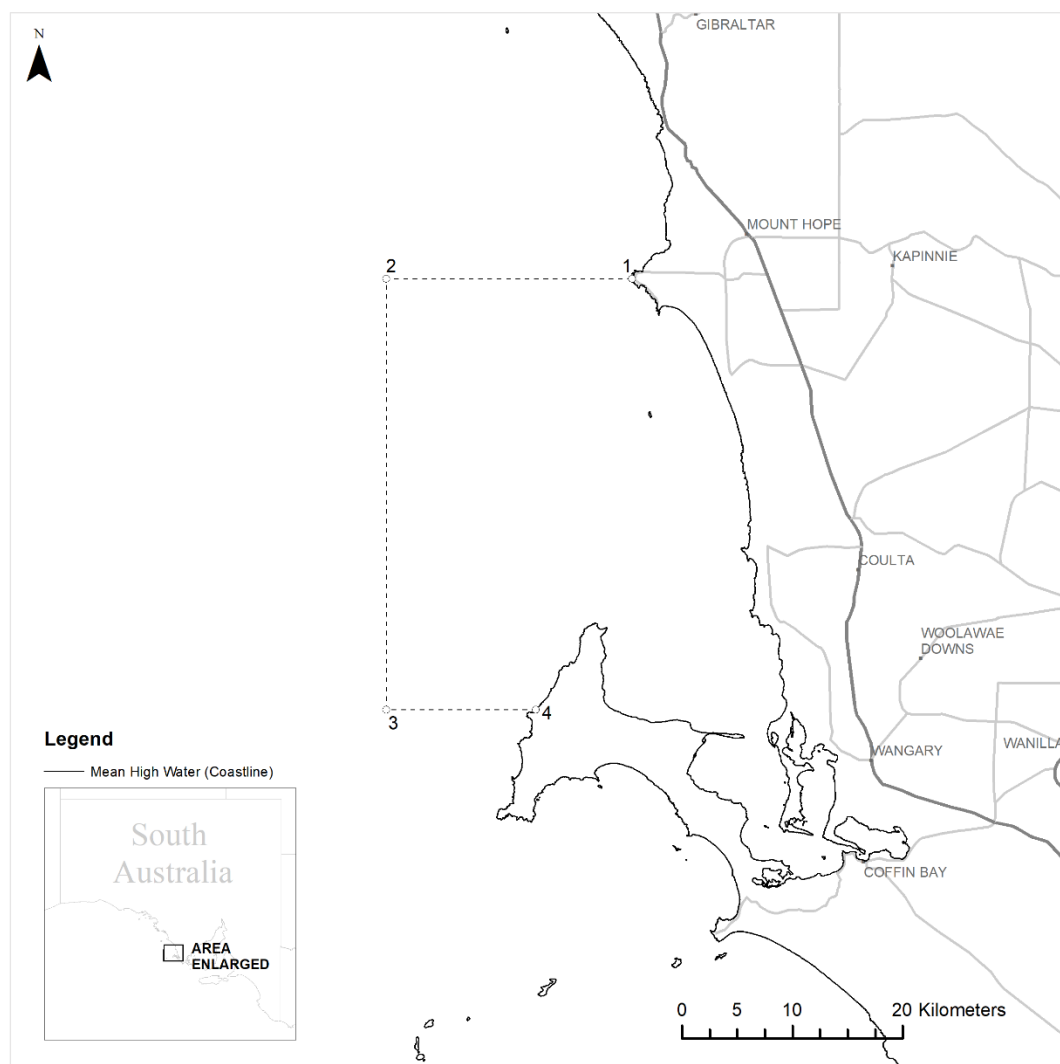 GIBRALTAR
N
MOUNT HOPE
KAPINNIE
2
1
COULTA
WOOLAWAE
DOWNS
3
4
WANGARY
WANILLA
Legend
Mean High Water (Coastline)
South
Australia
AREA
ENLARGED
COFFIN BAY
0 5 10 20 Kilometers